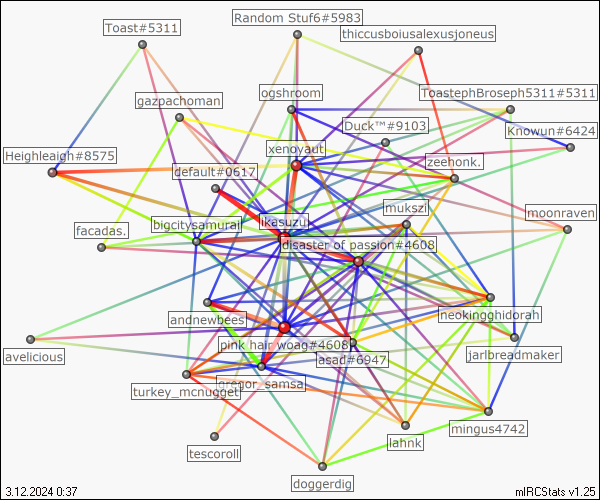 Random Stuf6#5983
Toast#5311
thiccusboiusalexusjoneus
ogshroom
ToastephBroseph5311#5311
gazpachoman
Duck™#9103
Knowun#6424
xenoyaut
Heighleaigh#8575
zeehonk.
default#0617
mukszi
moonraven
ikasuzu
bigcitysamurai
facadas.
disaster of passion#4608
andnewbees
neokingghidorah
avelicious
pink hair woag#4608
asad#6947
jarlbreadmaker
turkey_mcnugget
gregor_samsa
mingus4742
tescoroll
lahnk
doggerdig
3.12.2024 0:37
mIRCStats v1.25